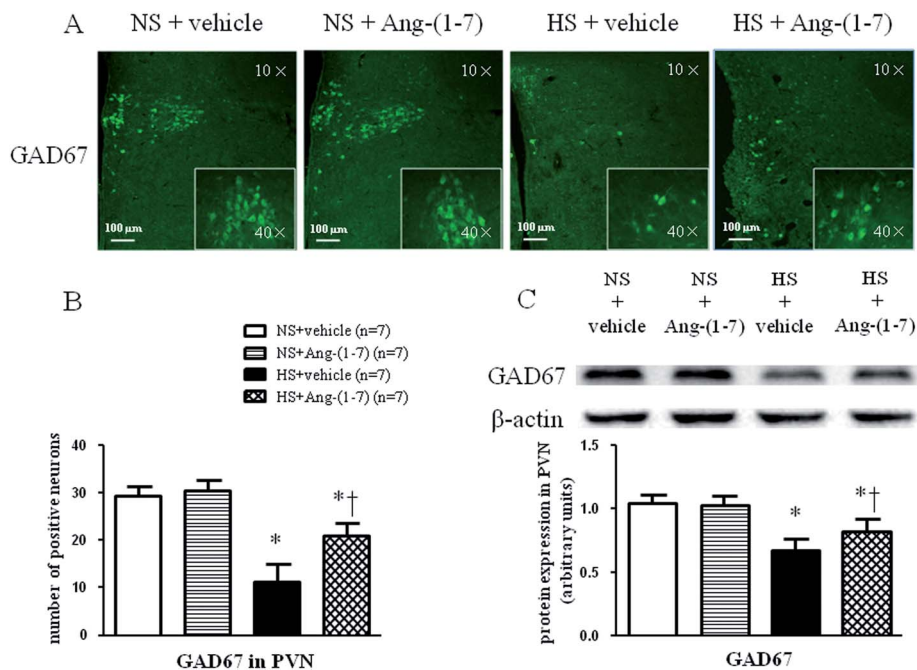 A
NS + vehicle
NS + Ang-(1-7)
HS + vehicle
HS + Ang-(1-7)
GAD67
10×
10×
10×
10×
40×
40×
40×
40×
100 μm
100 μm
100 μm
100 μm
B
NS+vehicle (n=7)
NS+Ang-(1-7) (n=7)
HS+vehicle (n=7)
HS+Ang-(1-7) (n=7)
number of positive neurons
40
30
20
10
0
*
*†
GAD67 in PVN
C
NS
+
vehicle
NS
+
Ang-(1-7)
HS
+
vehicle
HS
+
Ang-(1-7)
GAD67
β-actin
protein expression in PVN
(arbitrary units)
1.5
1.0
0.5
0.0
*
*†
GAD67